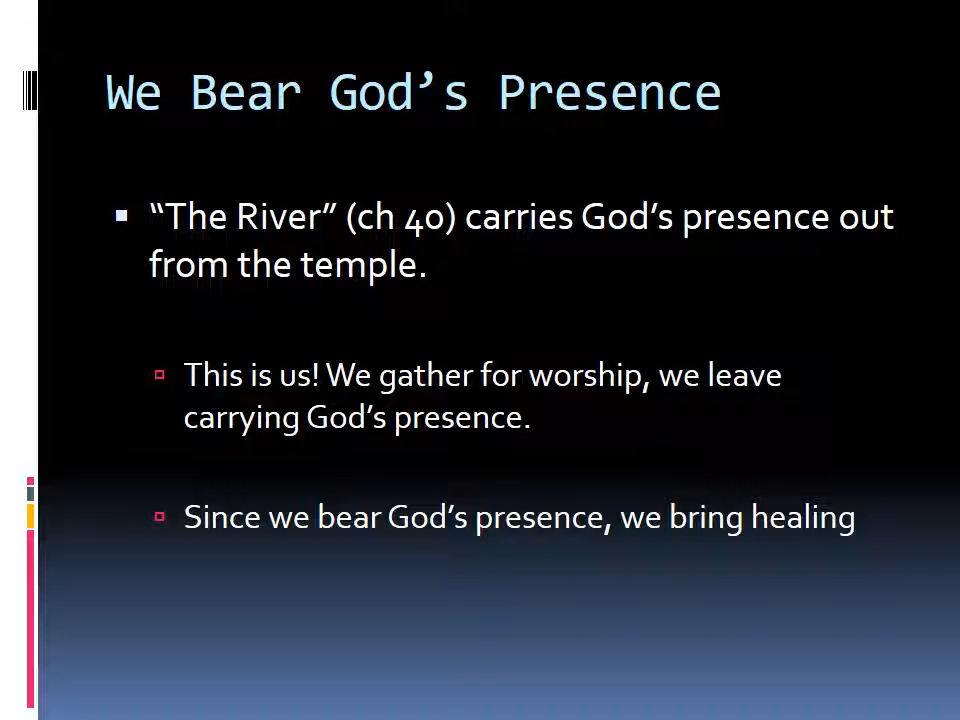 We Bear God’s Presence
“The River” (ch 40) carries God’s presence out
from the temple.
This is us! We gather for worship, we leave
carrying God’s presence.
Since we bear God’s presence, we bring healing